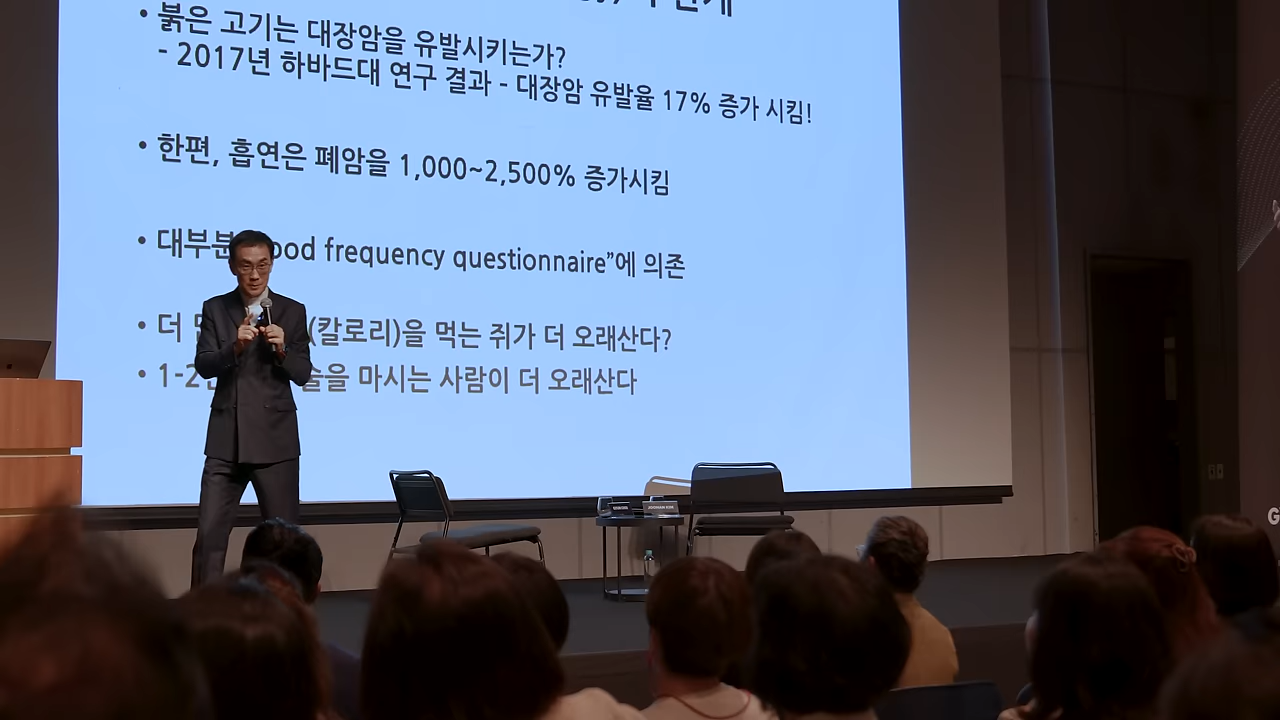 • 붉은 고기는 대장암을 유발시키는가?
- 2017년 하바드대 연구 결과 - 대장암 유발율 17% 증가 시킴!
• 한편, 흡연은 폐암을 1,000~2,500% 증가시킴
• 대부분 food frequency questionnaire”에 의존
• 더 (칼로리)을 먹는 쥐가 더 오래산다?
• 1-2 술을 마시는 사람이 더 오래산다
G